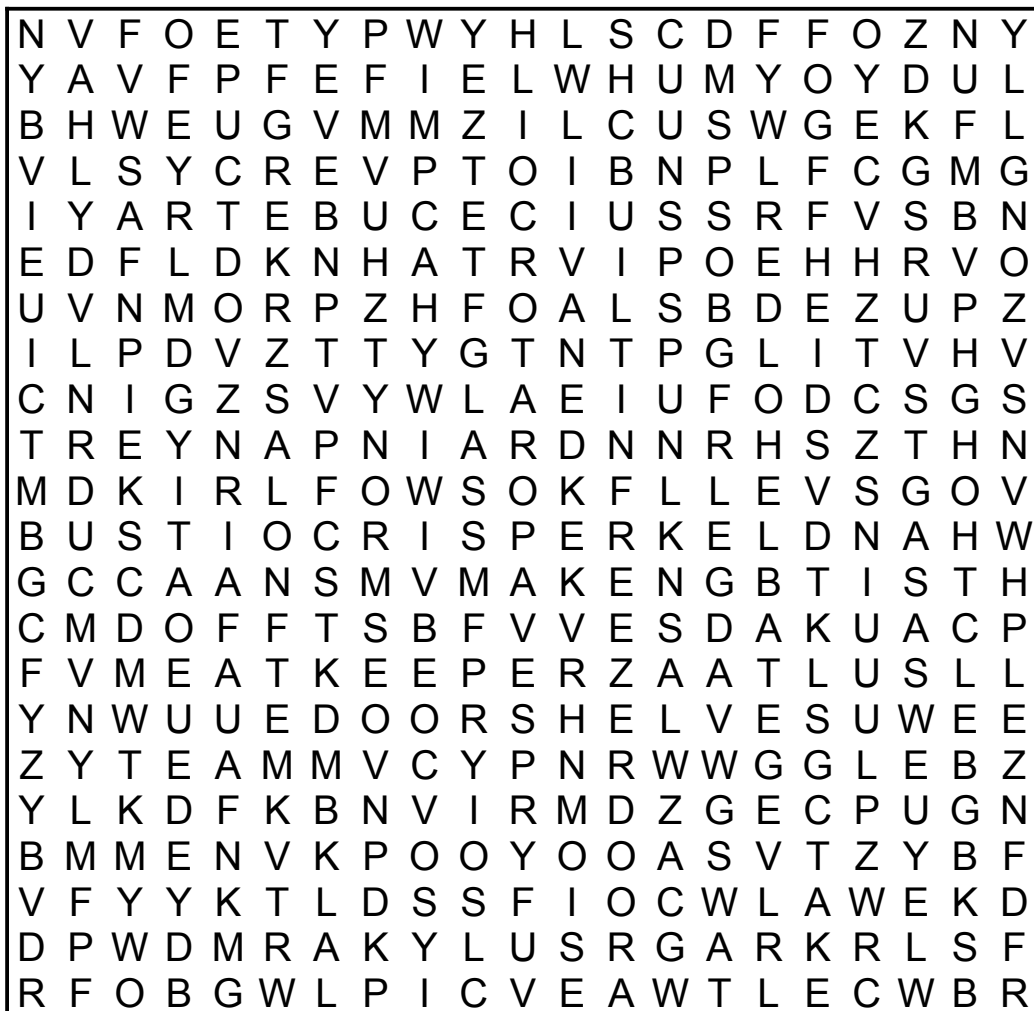 N V F O E T Y P W Y H L S C D F F O Z N Y
Y A V F P F E F I E L W H U M Y O Y D U L
B H W E U G V M M Z I L C U S W G E K F L
V L S Y C R E V P T O I B N P L F C G M G
I Y A R T E B U C E C I U S S R F V S B N
E D F L D K N H A T R V I P O E H H R V O
U V N M O R P Z H F O A L S B D E Z U P Z
I L P D V Z T T Y G T N T P G L I T V H V
C N I G Z S V Y W L A E I U F O D C S G S
T R E Y N A P N I A R D N N R H S Z T H N
M D K I R L F O W S O K F L L E V S G O V
B U S T I O C R I S P E R K E L D N A H W
G C C A A N S M V M A K E N G B T I S T H
C M D O F F T S B F V V E S D A K U A C P
F V M E A T K E E P E R Z A A T L U S L L
Y N W U U E D O O R S H E L V E S U W E E
Z Y T E A M M V C Y P N R W W G G L E B Z
Y L K D F K B N V I R M D Z G E C P U G N
B M M E N V K P O O Y O O A S V T Z Y B F
V F Y Y K T L D S S F I O C W L A W E K D
D P W D M R A K Y L U S R G A R K R L S F
R F O B G W L P I C V E A W T L E C W B R